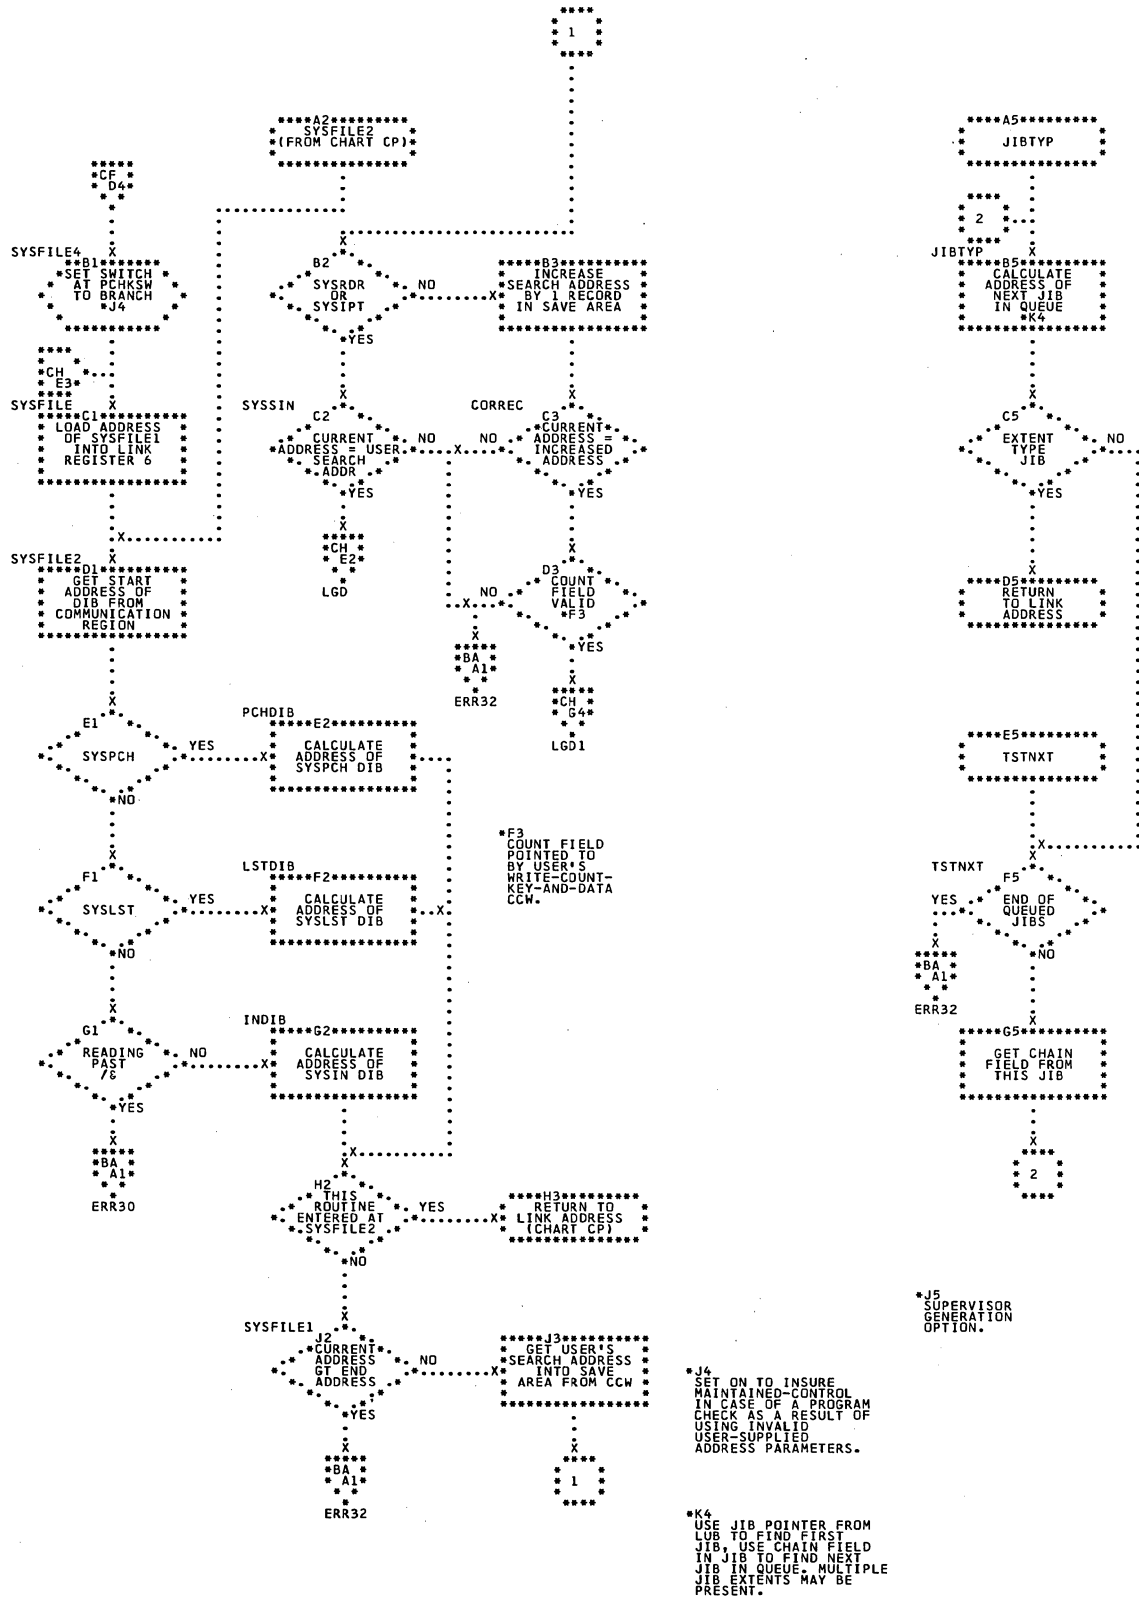 1
A2
SYSFILE2
(FROM CHART CP)
CF
D4
SYSFILE4
B1
SET SWITCH
AT PCHKSW
TO BRANCH
*J4
CH
E3
SYSFILE
C1
LOAD ADDRESS
OF SYSFILE1
INTO LINK
REGISTER 6
SYSFILE2
D1
GET START
ADDRESS OF
DIB FROM
COMMUNICATION
REGION
E1
SYSPCH
YES
NO
F1
SYSLST
YES
NO
G1
READING
PAST
/&
NO
YES
BA
A1
ERR30
B2
SYSRDR
OR
SYSIPT
NO
YES
SYSSIN
C2
CURRENT
ADDRESS = USER
SEARCH
ADDR
NO
YES
CH
E2
LGD
PCHDIB
E2
CALCULATE
ADDRESS OF
SYSPCH DIB
LSTDIB
F2
CALCULATE
ADDRESS OF
SYSLST DIB
INDIB
G2
CALCULATE
ADDRESS OF
SYSIN DIB
H2
THIS
ROUTINE
ENTERED AT
SYSFILE2
YES
NO
SYSFILE1
J2
CURRENT
ADDRESS
GT END
ADDRESS
NO
YES
BA
A1
ERR32
B3
INCREASE
SEARCH ADDRESS
BY 1 RECORD
IN SAVE AREA
CORREC
C3
CURRENT
ADDRESS =
INCREASED
ADDRESS
NO
YES
D3
COUNT
FIELD
VALID
*F3
NO
YES
BA
A1
ERR32
CH
G4
LGD1
*F3
COUNT FIELD
POINTED TO
BY USER'S
WRITE-COUNT-
KEY-AND-DATA
CCW.
H3
RETURN TO
LINK ADDRESS
(CHART CP)
J3
GET USER'S
SEARCH ADDRESS
INTO SAVE
AREA FROM CCW
1
*J4
SET ON TO INSURE
MAINTAINED-CONTROL
IN CASE OF A PROGRAM
CHECK AS A RESULT OF
USING INVALID
USER-SUPPLIED
ADDRESS PARAMETERS.
*K4
USE JIB POINTER FROM
LUB TO FIND FIRST
JIB, USE CHAIN FIELD
IN JIB TO FIND NEXT
JIB IN QUEUE. MULTIPLE
JIB EXTENTS MAY BE
PRESENT.
A5
JIBTYP
2
JIBTYP
B5
CALCULATE
ADDRESS OF
NEXT JIB
IN QUEUE
*K4
C5
EXTENT
TYPE
JIB
NO
YES
D5
RETURN
TO LINK
ADDRESS
E5
TSTNXT
TSTNXT
F5
END OF
QUEUED
JIBS
YES
NO
BA
A1
ERR32
G5
GET CHAIN
FIELD FROM
THIS JIB
2
*J5
SUPERVISOR
GENERATION
OPTION.